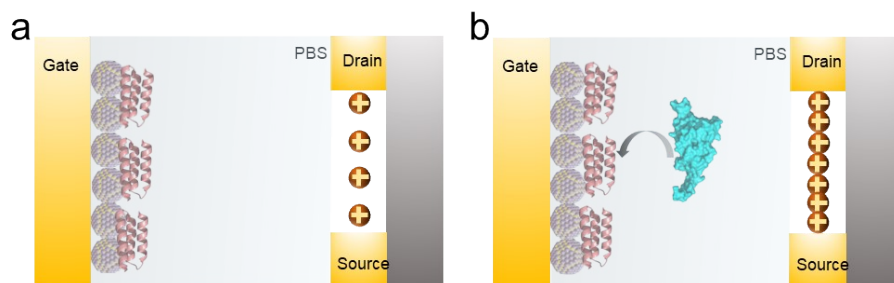 a
PBS
Drain
Gate
+
+
+
+
Source
b
PBS
Drain
Gate
+
+
+
+
+
+
+
Source